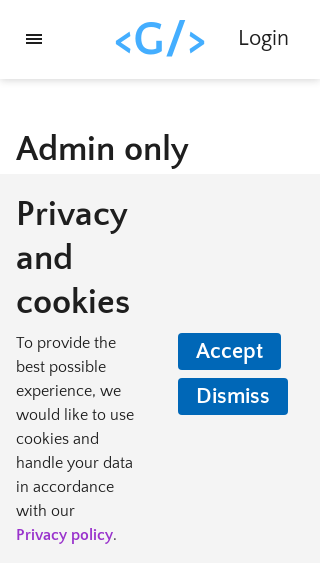 <G/>
Login
Admin only
Privacy
and
cookies
To provide the
best possible
experience, we
would like to use
cookies and
handle your data
in accordance
with our
Privacy policy.
Accept
Dismiss